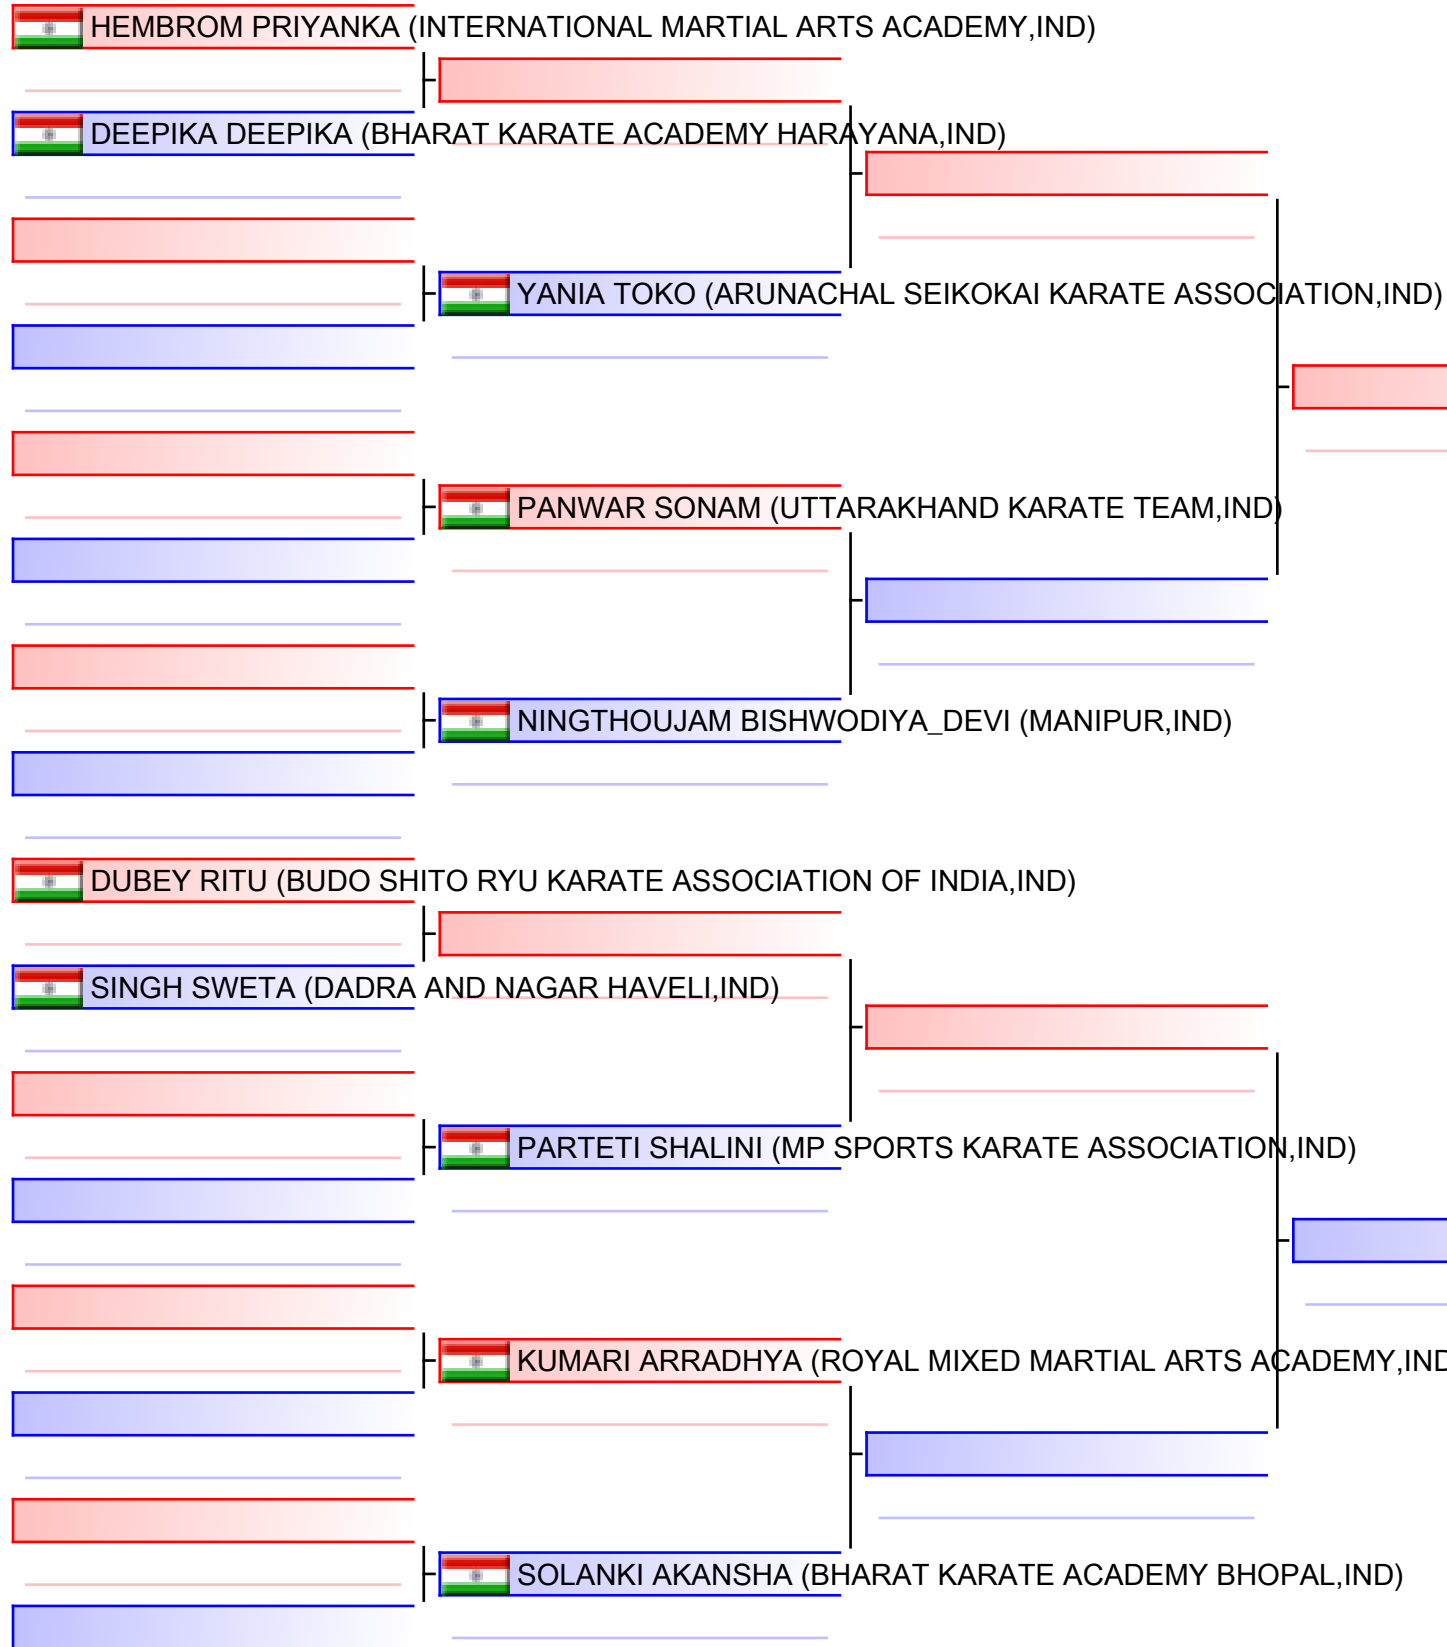 HEMBROM PRIYANKA (INTERNATIONAL MARTIAL ARTS ACADEMY,IND)
DEEPIKA DEEPIKA (BHARAT KARATE ACADEMY HARAYANA,IND)
YANIA TOKO (ARUNACHAL SEIKOKAI KARATE ASSOCIATION,IND)
PANWAR SONAM (UTTARAKHAND KARATE TEAM,IND)
NINGTHOUJAM BISHWODIYA_DEVI (MANIPUR,IND)
DUBEY RITU (BUDO SHITO RYU KARATE ASSOCIATION OF INDIA,IND)
SINGH SWETA (DADRA AND NAGAR HAVELI,IND)
PARTETI SHALINI (MP SPORTS KARATE ASSOCIATION,IND)
KUMARI ARRADHYA (ROYAL MIXED MARTIAL ARTS ACADEMY,IND
SOLANKI AKANSHA (BHARAT KARATE ACADEMY BHOPAL,IND)